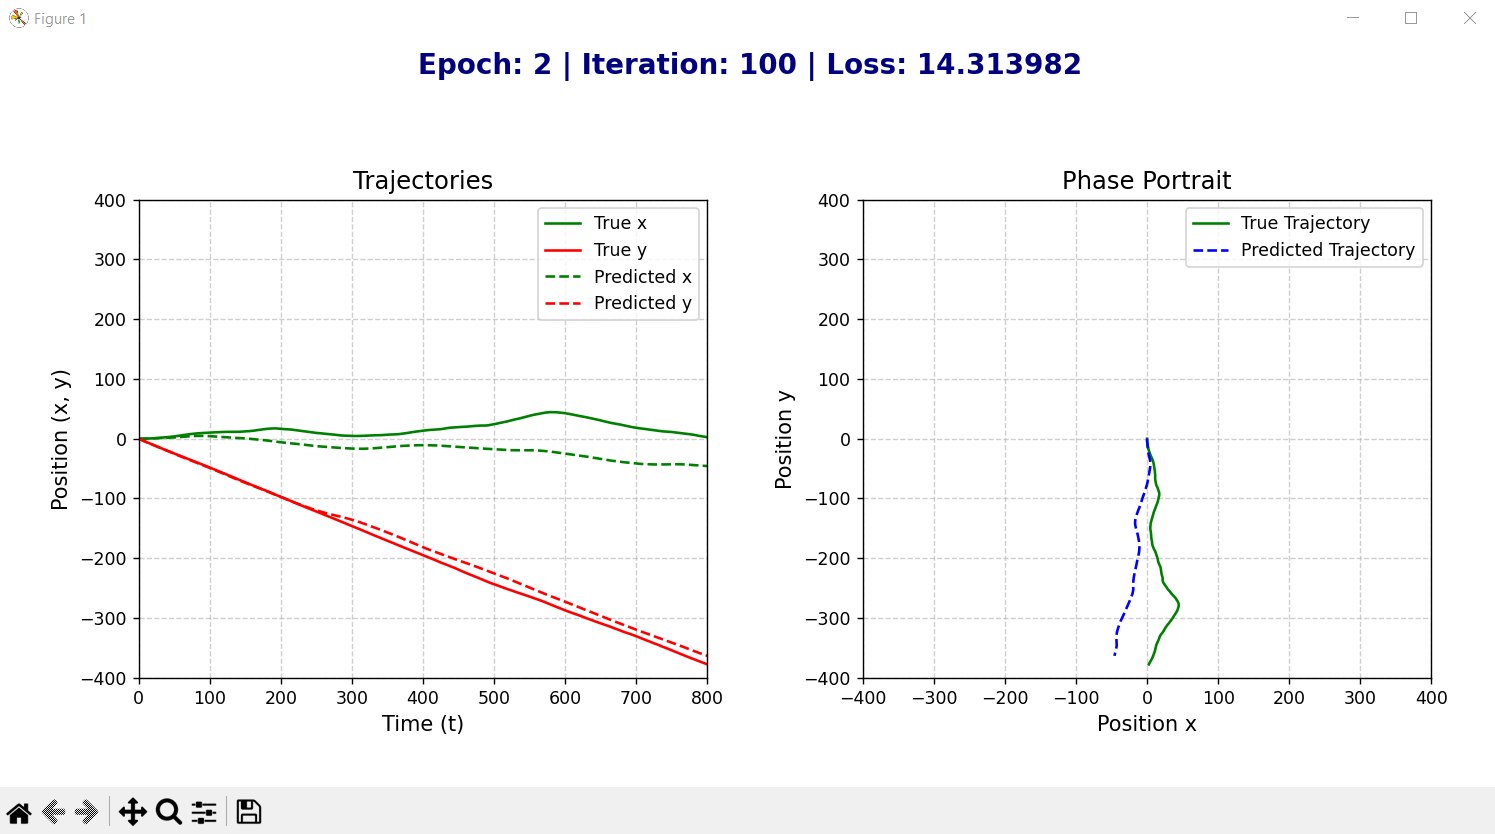 Figure 1
Epoch: 2 | Iteration: 100 | Loss: 14.313982
Trajectories
400
300
200
100
0
−100
−200
−300
−400
Position (x, y)
True x
True y
Predicted x
Predicted y
0 100 200 300 400 500 600 700 800
Time (t)
Phase Portrait
400
300
200
100
0
−100
−200
−300
−400
Position y
True Trajectory
Predicted Trajectory
−400 −300 −200 −100 0 100 200 300 400
Position x